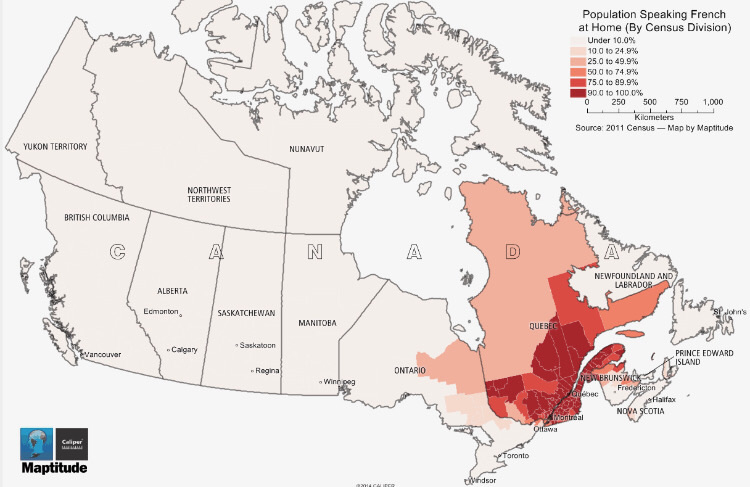 Population Speaking French
at Home (By Census Division)
Under 10.0%
10.0 to 24.9%
25.0 to 49.9%
50.0 to 74.9%
75.0 to 89.9%
90.0 to 100.0%
0 250 500 750 1,000
Kilometers
Source: 2011 Census — Map by Maptitude
YUKON TERRITORY
NUNAVUT
NORTHWEST
TERRITORIES
BRITISH COLUMBIA
C A N A D A
NEWFOUNDLAND AND
LABRADOR
ALBERTA
Edmonton
SASKATCHEWAN
MANITOBA
QUEBEC
St. John's
Vancouver
Calgary
Saskatoon
Regina
Winnipeg
ONTARIO
PRINCE EDWARD
ISLAND
NEW BRUNSWICK
Fredericton
Québec
Halifax
NOVA SCOTIA
Montréal
Ottawa
Toronto
Windsor
Caliper
Maptitude
©2014 CALIPER